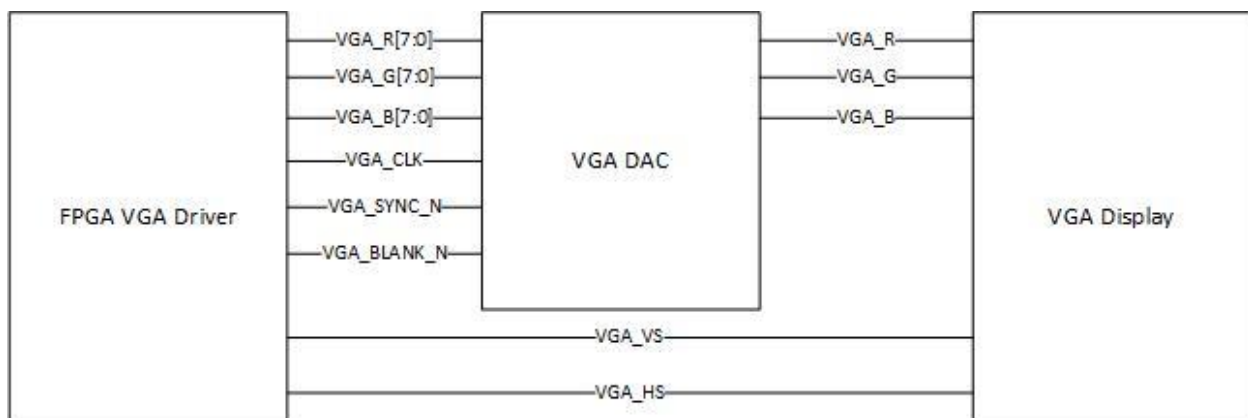 VGA_R[7:0]
VGA_G[7:0]
VGA_B[7:0]
VGA_CLK
VGA_SYNC_N
VGA_BLANK_N
FPGA VGA Driver
VGA DAC
VGA_R
VGA_G
VGA_B
VGA Display
VGA_VS
VGA_HS